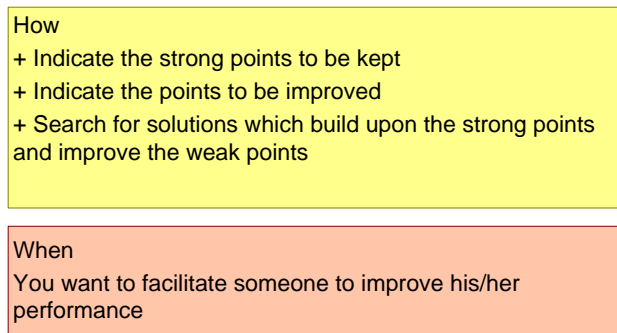 How
+ Indicate the strong points to be kept
+ Indicate the points to be improved
+ Search for solutions which build upon the strong points
and improve the weak points
When
You want to facilitate someone to improve his/her
performance